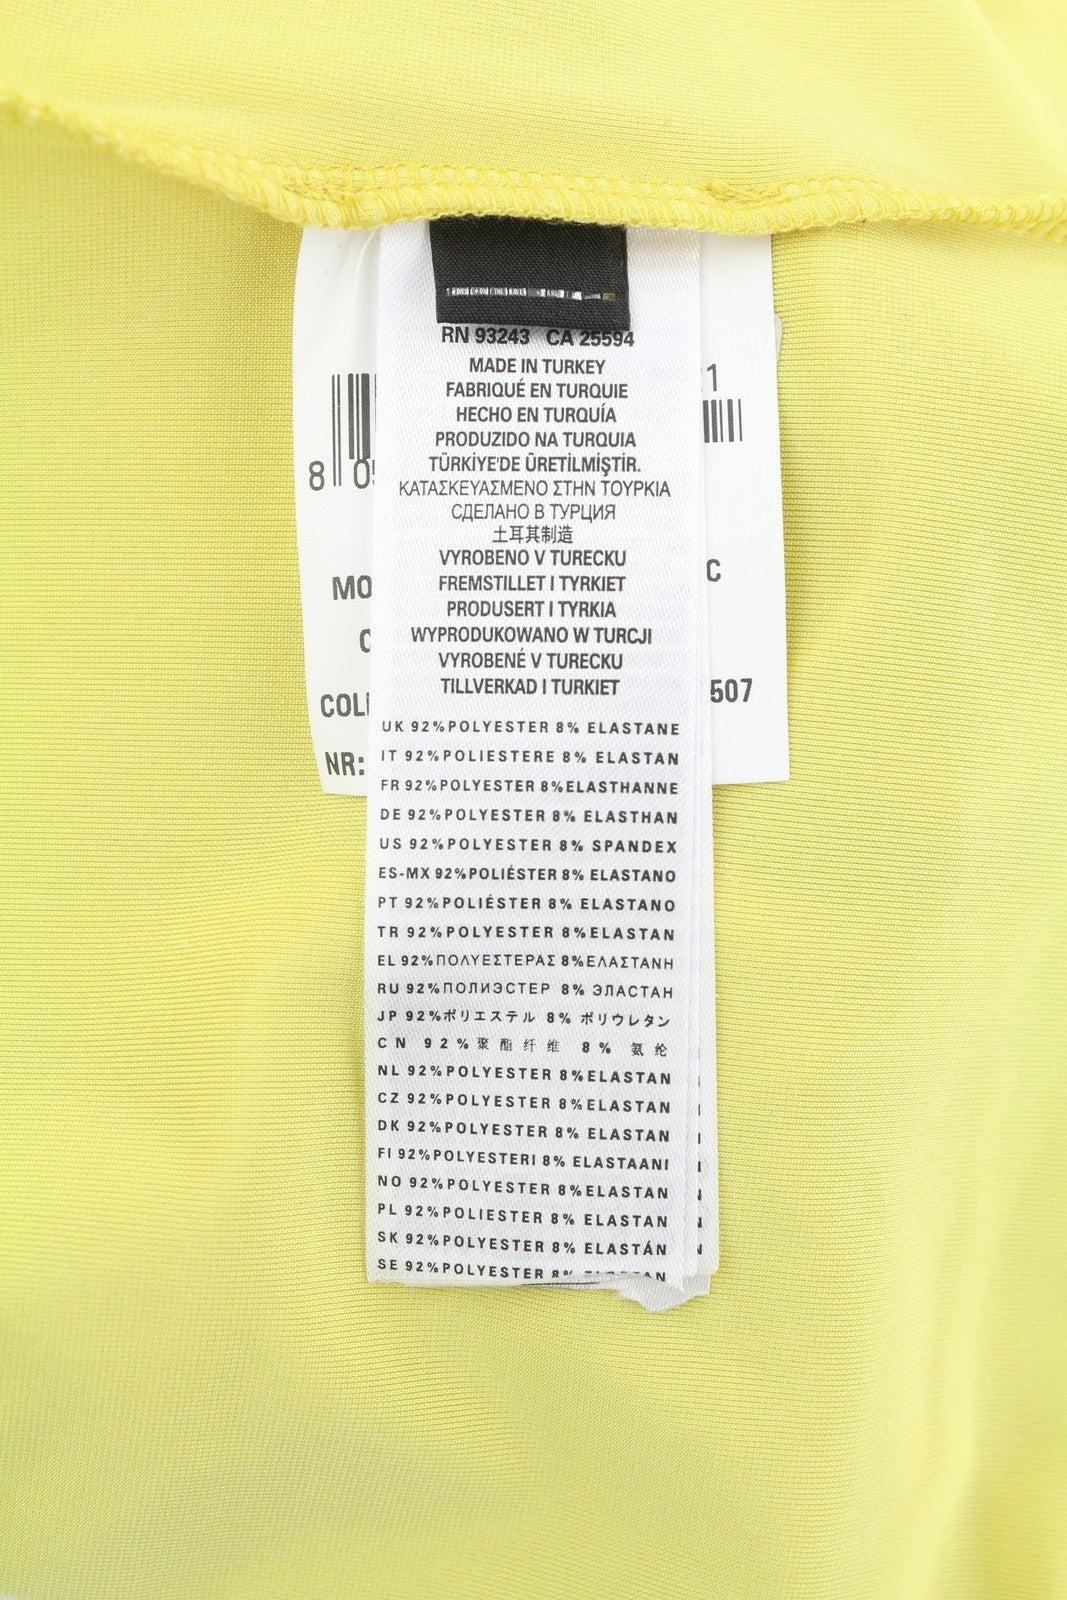 RN 93243 CA 25594
MADE IN TURKEY
FABRIQUÉ EN TURQUIE
HECHO EN TURQUÍA
PRODUZIDO NA TURQUIA
TÜRKİYE'DE ÜRETİLMİŞTİR.
ΚΑΤΑΣΚΕΥΑΣΜΕΝΟ ΣΤΗΝ ΤΟΥΡΚΙΑ
СДЕЛАНО В ТУРЦИЯ
土耳其制造
VYROBENO V TURECKU
FREMSTILLET I TYRKIET
PRODUSERT I TYRKIA
WYPRODUKOWANO W TURCJI
VYROBENÉ V TURECKU
TILLVERKAD I TURKIET
UK 92%POLYESTER 8% ELASTANE
IT 92%POLIESTERE 8% ELASTAN
FR 92%POLYESTER 8%ELASTHANNE
DE 92%POLYESTER 8% ELASTHAN
US 92%POLYESTER 8% SPANDEX
ES-MX 92%POLIÉSTER 8% ELASTANO
PT 92%POLIÉSTER 8% ELASTANO
TR 92%POLYESTER 8%ELASTAN
EL 92%ΠΟΛΥΕΣΤΕΡΑΣ 8%ΕΛΑΣΤΑΝΗ
RU 92%ПОЛИЭСТЕР 8% ЭЛАСТАН
JP 92%ポリエステル 8% ポリウレタン
CN 92%聚酯纤维 8% 氨纶
NL 92%POLYESTER 8%ELASTAN
CZ 92%POLYESTER 8%ELASTAN
DK 92%POLYESTER 8% ELASTAN
FI 92%POLYESTERI 8% ELASTAANI
NO 92%POLYESTER 8%ELASTAN
PL 92%POLIESTER 8% ELASTAN
SK 92%POLYESTER 8% ELASTÁN
SE 92%POLYESTER 8%
8 05
1
MO
C
C
COL
507
NR: